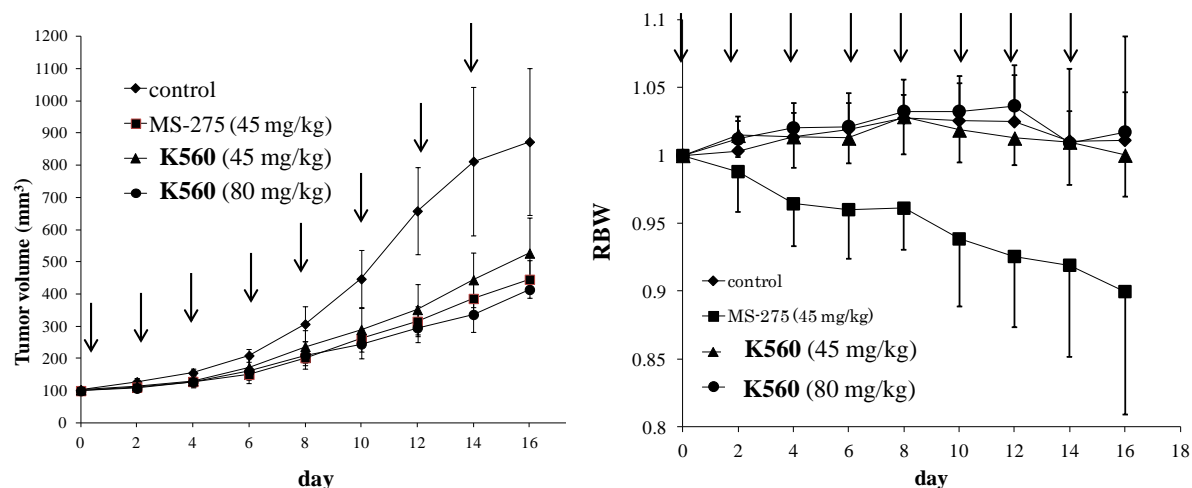 Tumor volume (mm³)
1200
1100
1000
900
800
700
600
500
400
300
200
100
0
control
MS-275 (45 mg/kg)
K560 (45 mg/kg)
K560 (80 mg/kg)
0 2 4 6 8 10 12 14 16
day
RBW
1.1
1.05
1
0.95
0.9
0.85
0.8
control
MS-275 (45 mg/kg)
K560 (45 mg/kg)
K560 (80 mg/kg)
0 2 4 6 8 10 12 14 16 18
day